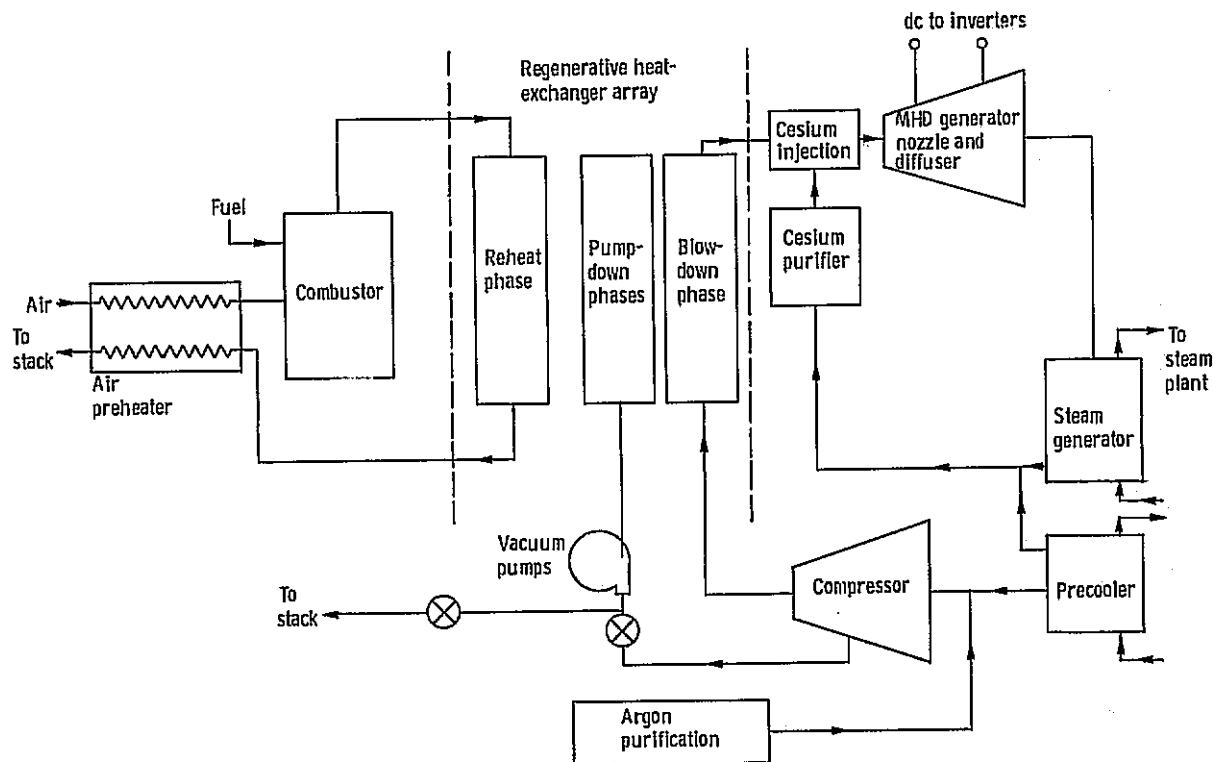 dc to inverters
Regenerative heat-
exchanger array
Cesium
injection
MHD generator
nozzle and
diffuser
Fuel
Combustor
Reheat
phase
Pump-
down
phases
Blow-
down
phase
Cesium
purifier
Air
To
stack
Air
preheater
To
steam
plant
Steam
generator
Vacuum
pumps
Compressor
Precooler
To
stack
Argon
purification